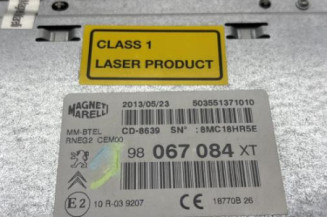 CLASS 1
LASER PRODUCT
MAGNETI MARELLI
2013/05/23 503551371010
MM-BTEL CD-8639 SN° : 8MC18HR5E
RNEG2 CEM00
98 067 084 XT
E2 10 R-03 9207 CE 18770B 26